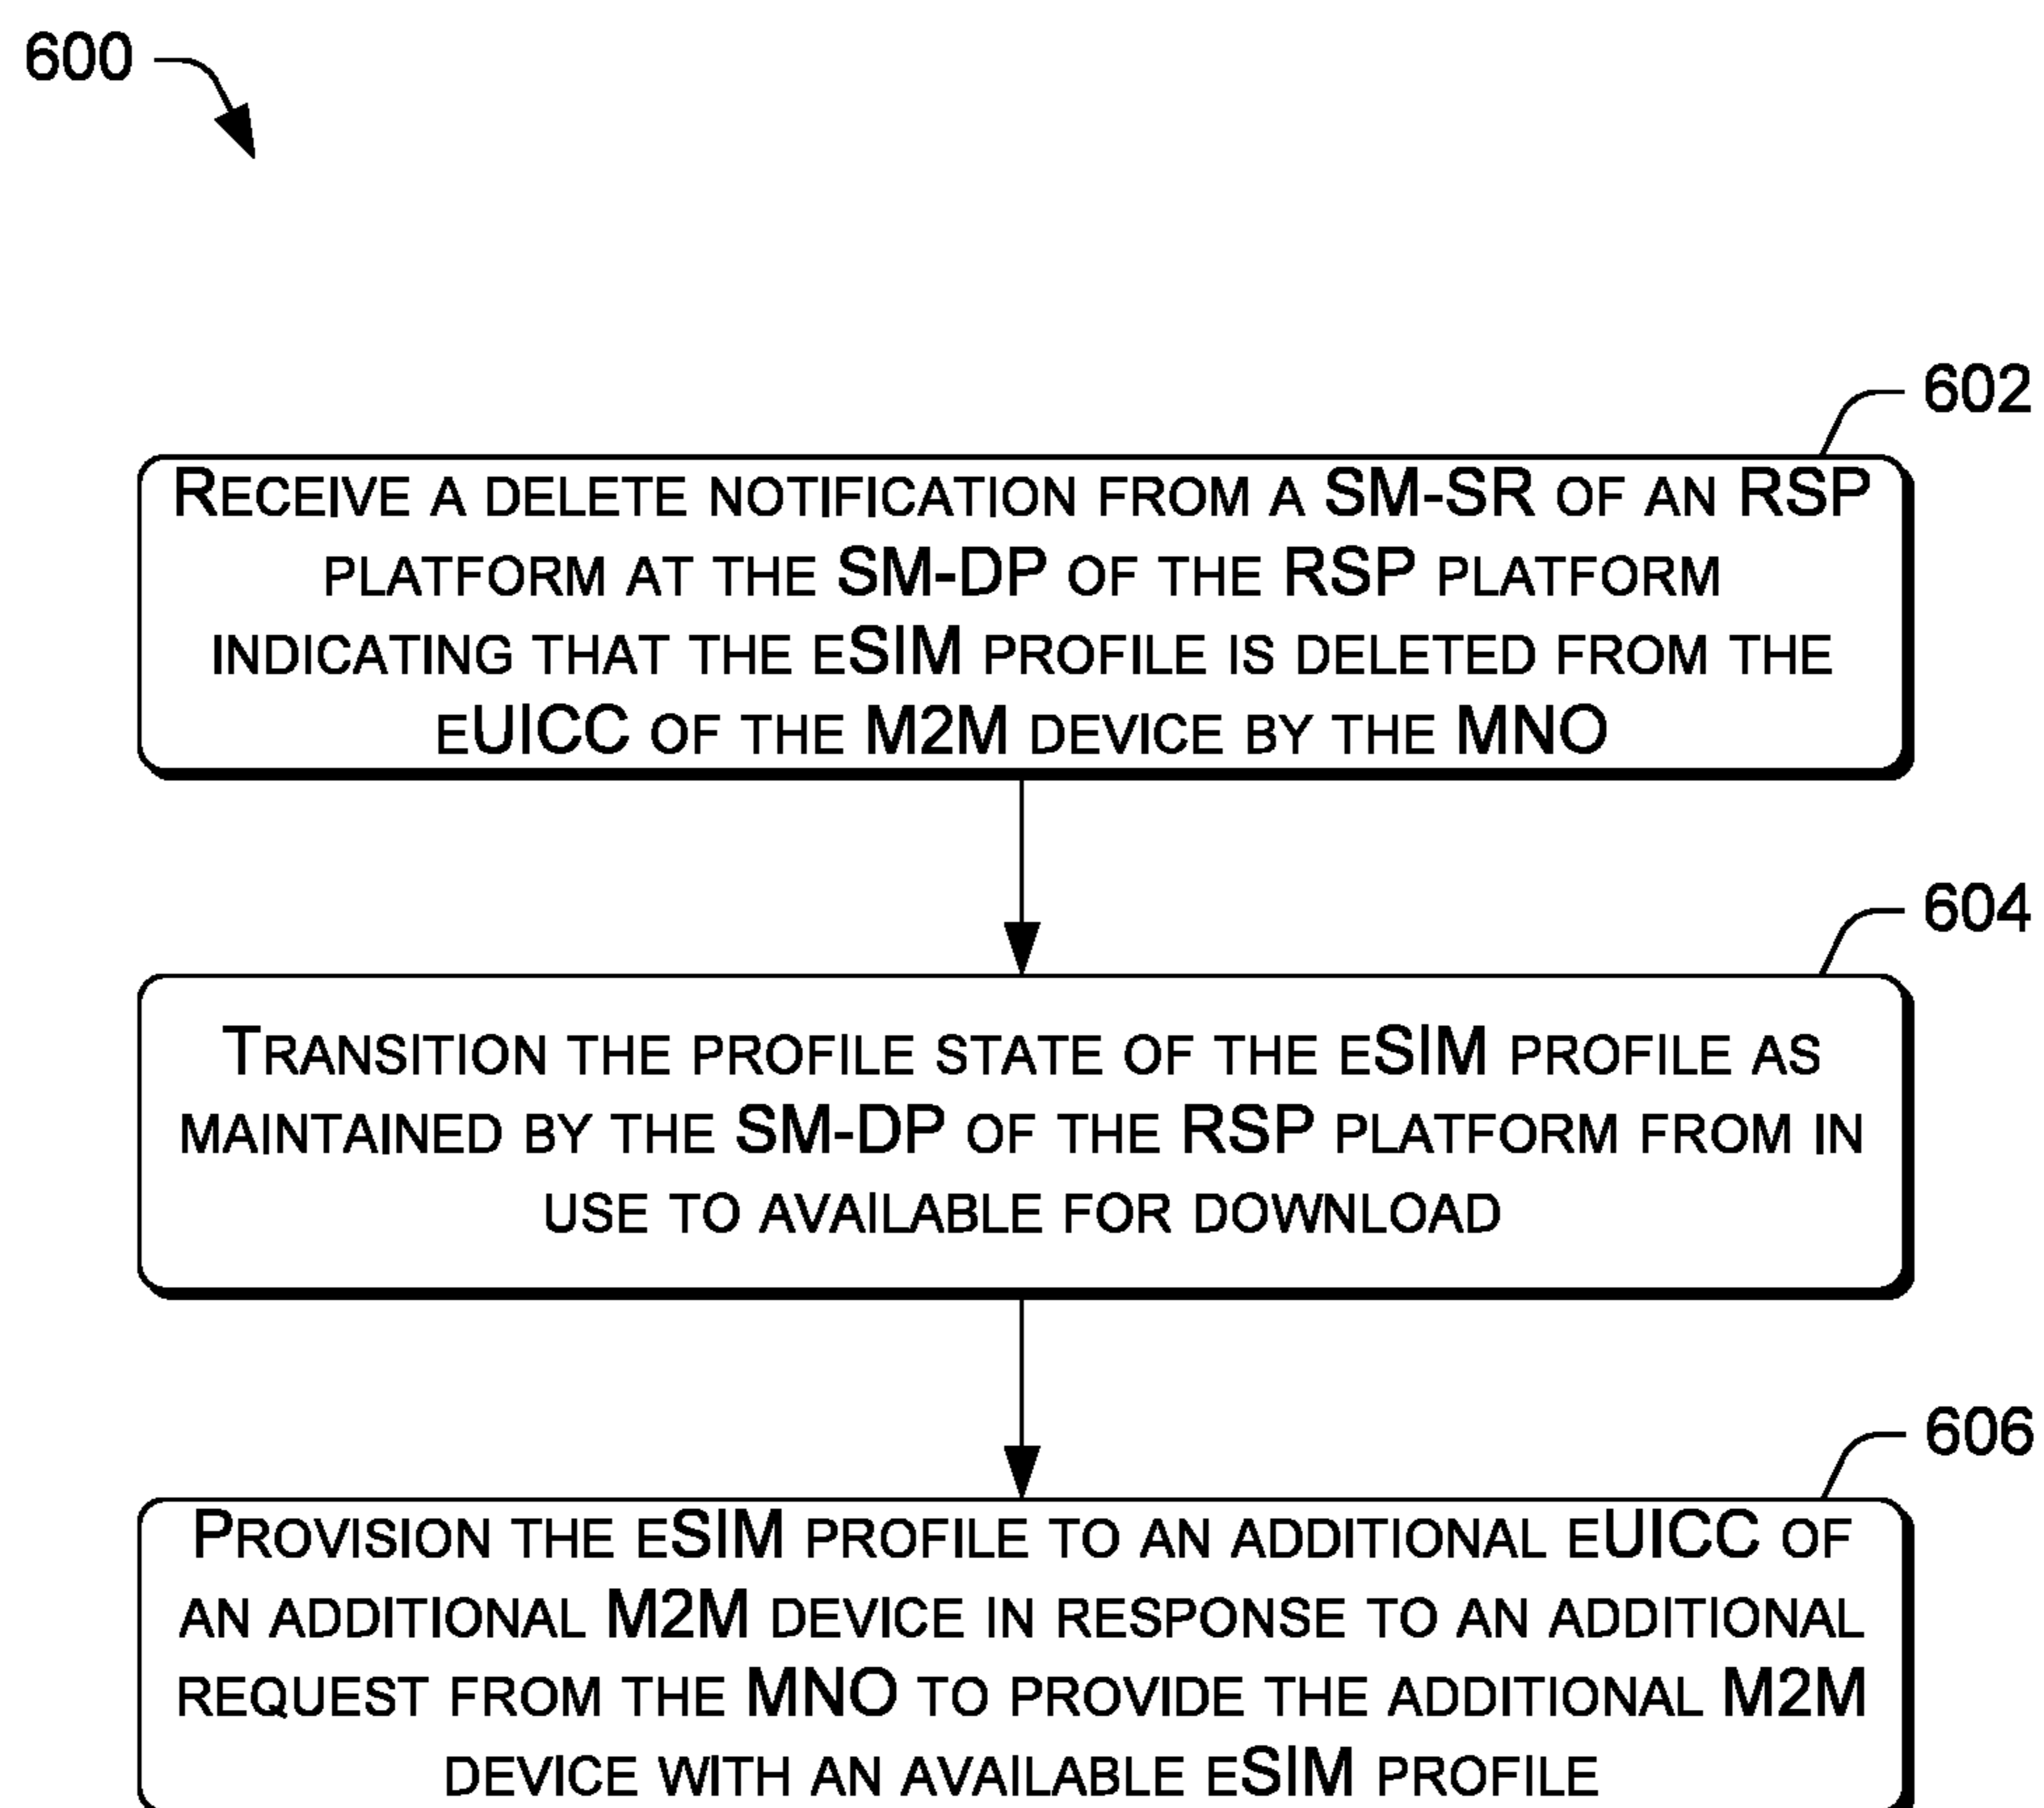 600
602
RECEIVE A DELETE NOTIFICATION FROM A SM-SR OF AN RSP
PLATFORM AT THE SM-DP OF THE RSP PLATFORM
INDICATING THAT THE ESIM PROFILE IS DELETED FROM THE
EUICC OF THE M2M DEVICE BY THE MNO
604
TRANSITION THE PROFILE STATE OF THE ESIM PROFILE AS
MAINTAINED BY THE SM-DP OF THE RSP PLATFORM FROM IN
USE TO AVAILABLE FOR DOWNLOAD
606
PROVISION THE ESIM PROFILE TO AN ADDITIONAL EUICC OF
AN ADDITIONAL M2M DEVICE IN RESPONSE TO AN ADDITIONAL
REQUEST FROM THE MNO TO PROVIDE THE ADDITIONAL M2M
DEVICE WITH AN AVAILABLE ESIM PROFILE